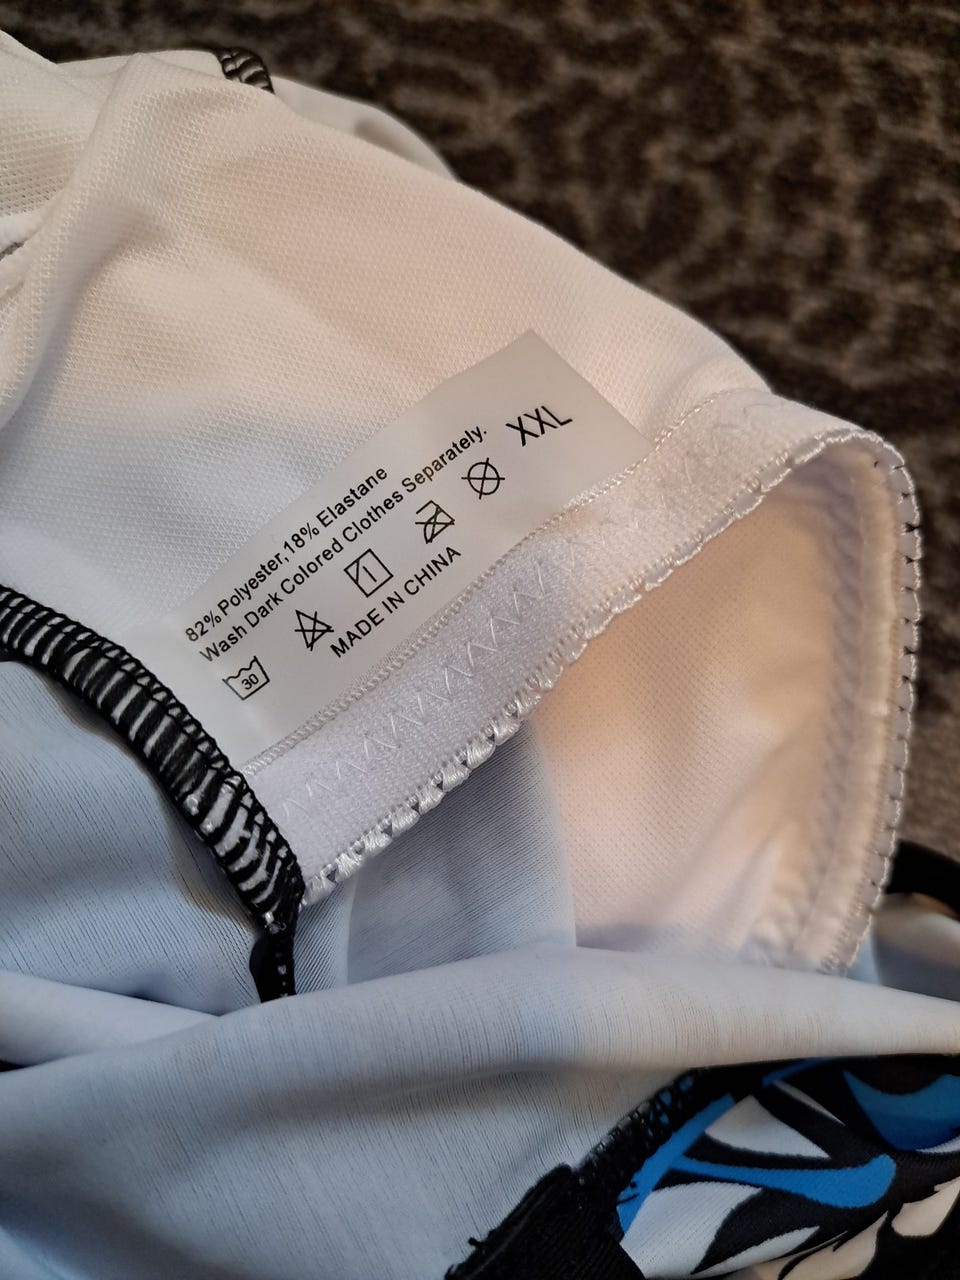 XXL
82% Polyester,18% Elastane
Wash Dark Colored Clothes Separately.
30
1
MADE IN CHINA